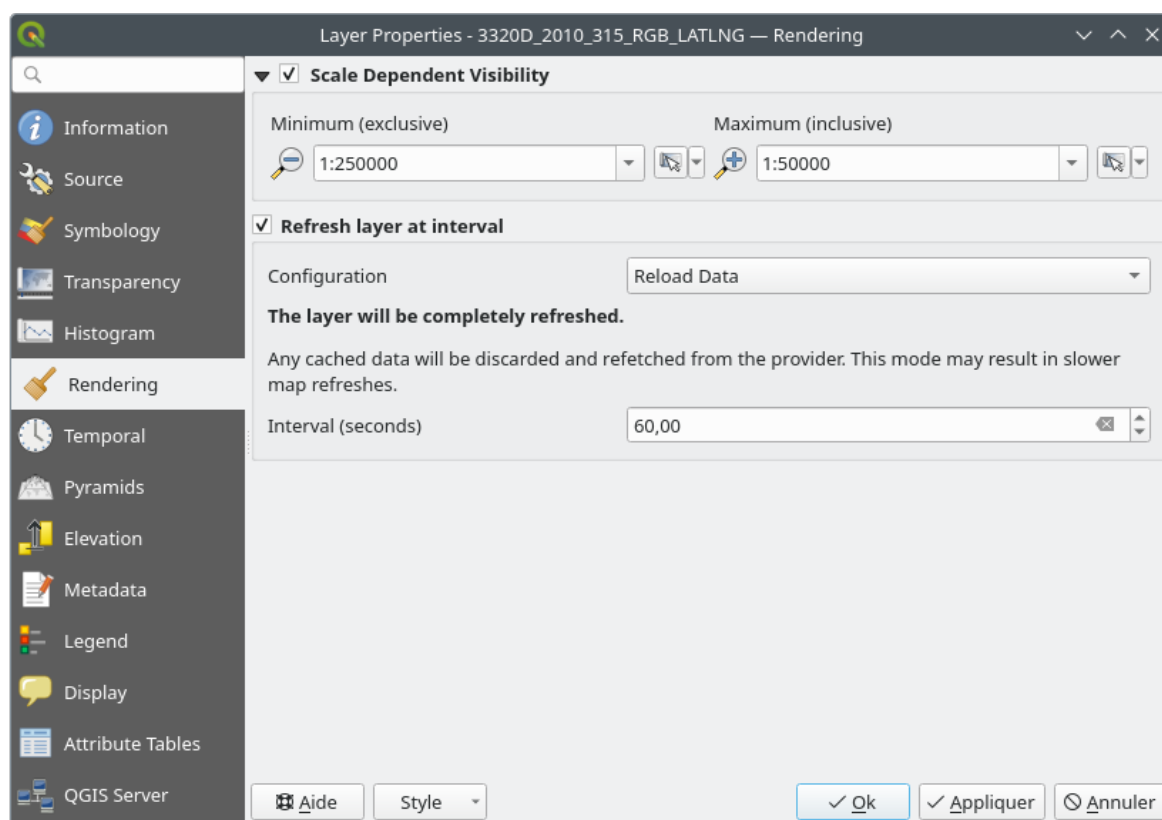 Layer Properties - 3320D_2010_315_RGB_LATLNG — Rendering
Information
Source
Symbology
Transparency
Histogram
Rendering
Temporal
Pyramids
Elevation
Metadata
Legend
Display
Attribute Tables
QGIS Server
Scale Dependent Visibility
Minimum (exclusive) Maximum (inclusive)
1:250000 1:50000
Refresh layer at interval
Configuration Reload Data
The layer will be completely refreshed.
Any cached data will be discarded and refetched from the provider. This mode may result in slower
map refreshes.
Interval (seconds) 60,00
Aide Style Ok Appliquer Annuler